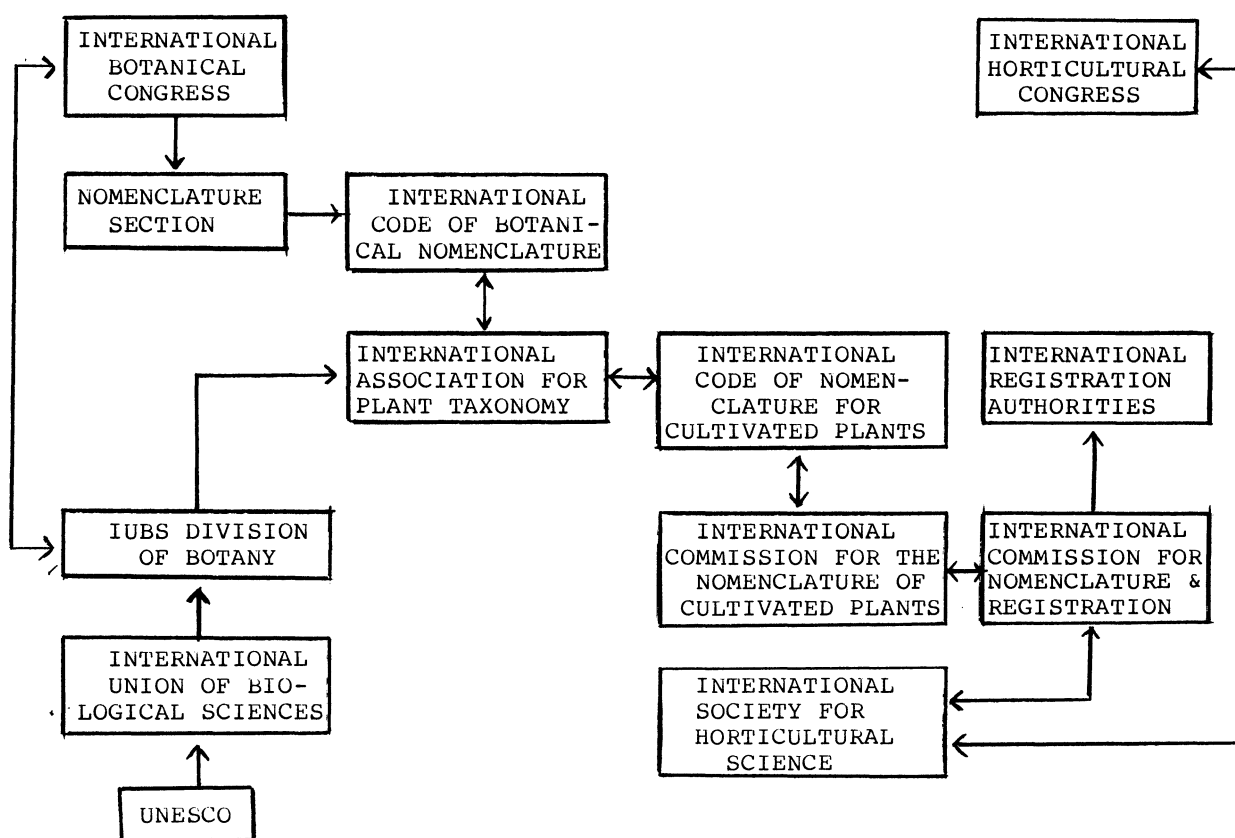 INTERNATIONAL
BOTANICAL
CONGRESS
INTERNATIONAL
HORTICULTURAL
CONGRESS
NOMENCLATURE
SECTION
INTERNATIONAL
CODE OF BOTANI-
CAL NOMENCLATURE
INTERNATIONAL
ASSOCIATION FOR
PLANT TAXONOMY
INTERNATIONAL
CODE OF NOMEN-
CLATURE FOR
CULTIVATED PLANTS
INTERNATIONAL
REGISTRATION
AUTHORITIES
IUBS DIVISION
OF BOTANY
INTERNATIONAL
COMMISSION FOR THE
NOMENCLATURE OF
CULTIVATED PLANTS
INTERNATIONAL
COMMISSION FOR
NOMENCLATURE &
REGISTRATION
INTERNATIONAL
UNION OF BIO-
LOGICAL SCIENCES
INTERNATIONAL
SOCIETY FOR
HORTICULTURAL
SCIENCE
UNESCO